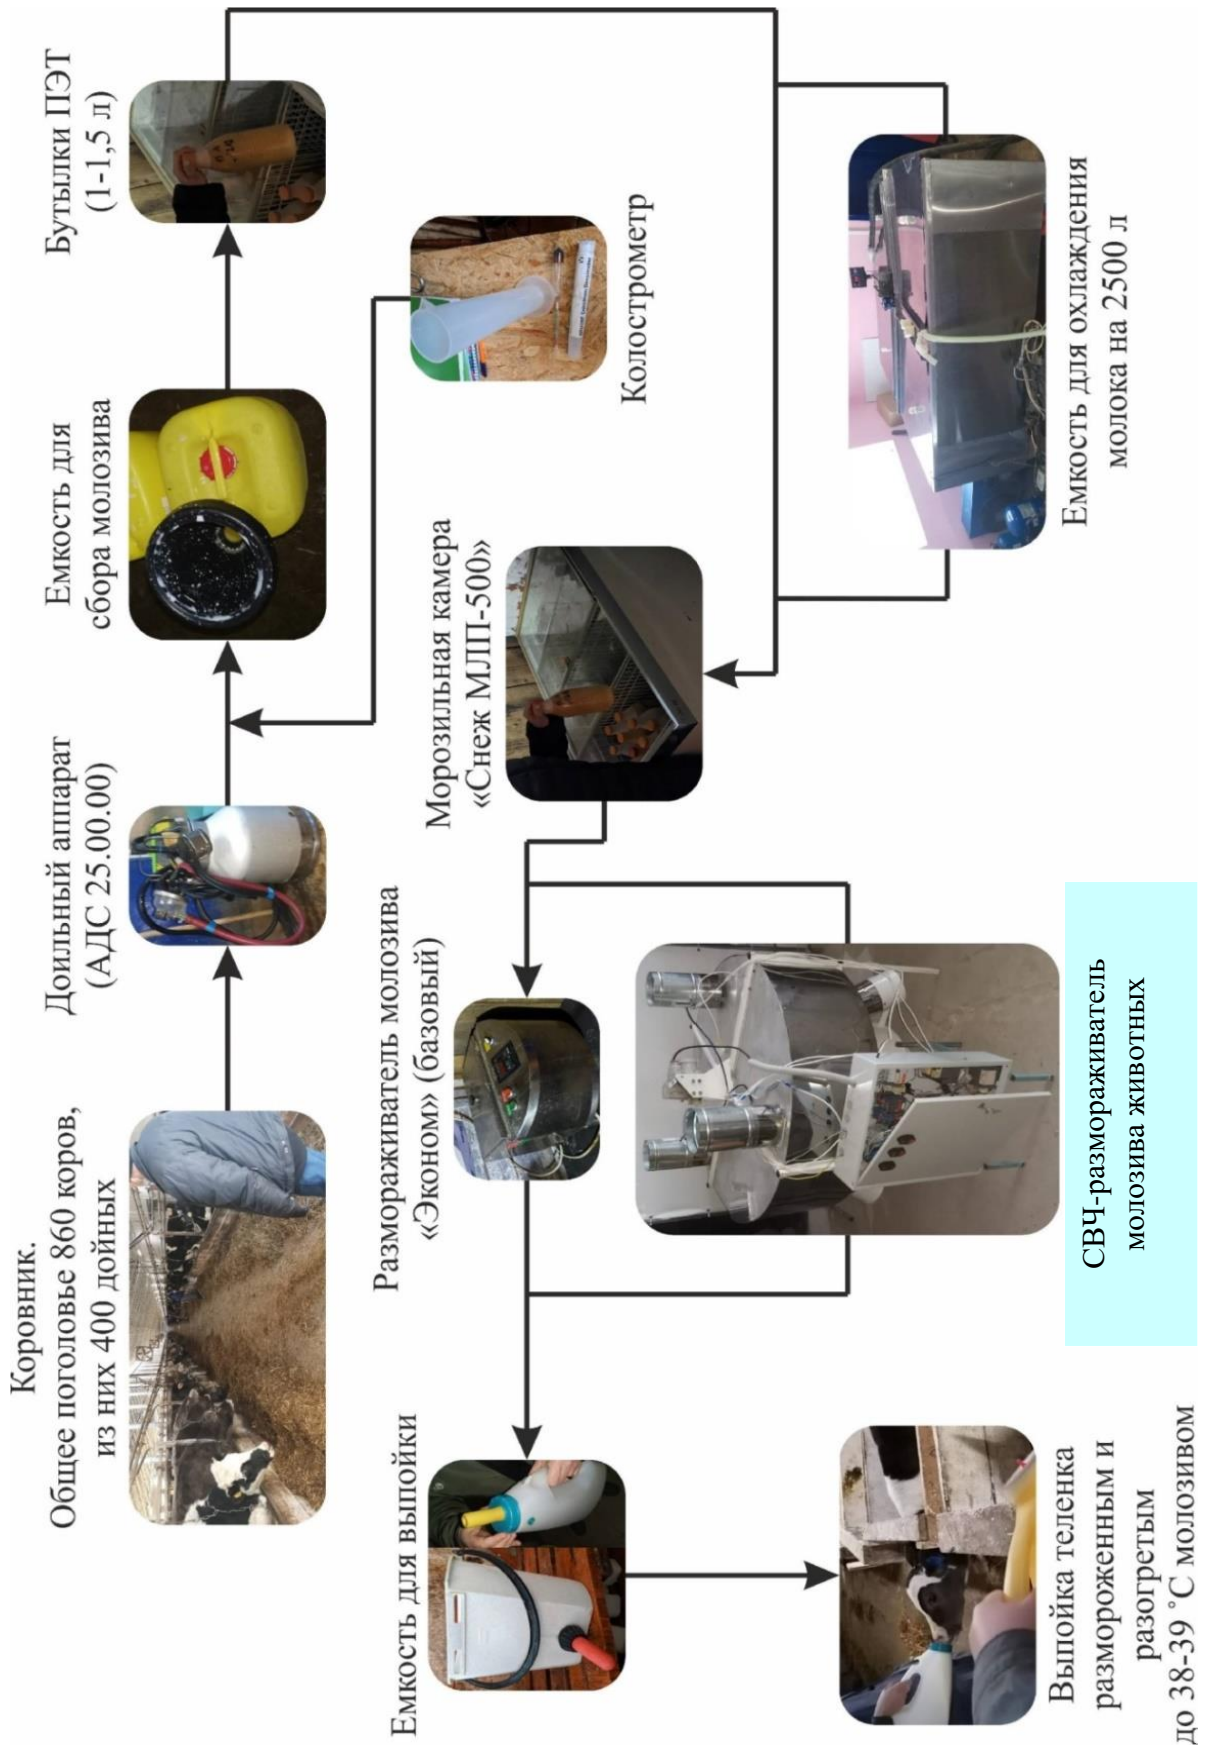 Коровник.
Общее поголовье 860 коров,
из них 400 дойных
Доильный аппарат
(АДС 25.00.00)
Емкость для
сбора молозива
Бутылки ПЭТ
(1-1,5 л)
Колострометр
Емкость для выпойки
Размораживатель молозива
«Эконом» (базовый)
Морозильная камера
«Снеж МЛП-500»
Выпойка теленка
размороженным и
разогретым
до 38-39 ˚С молозивом
СВЧ-размораживатель
молозива животных
Емкость для охлаждения
молока на 2500 л